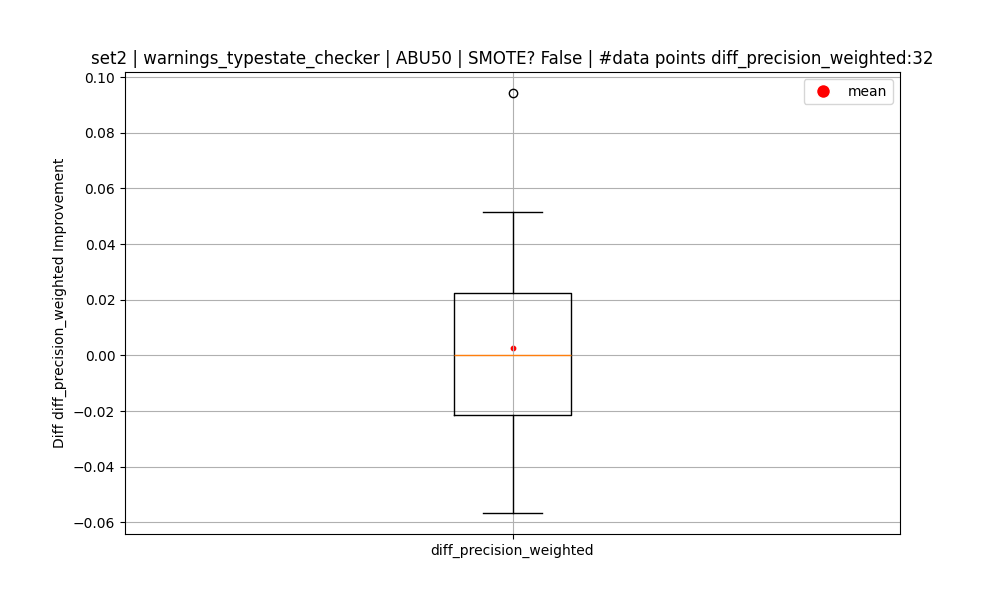 set2 | warnings_typestate_checker | ABU50 | SMOTE? False | #data points diff_precision_weighted:32
mean
Diff diff_precision_weighted Improvement
0.10
0.08
0.06
0.04
0.02
0.00
−0.02
−0.04
−0.06
diff_precision_weighted